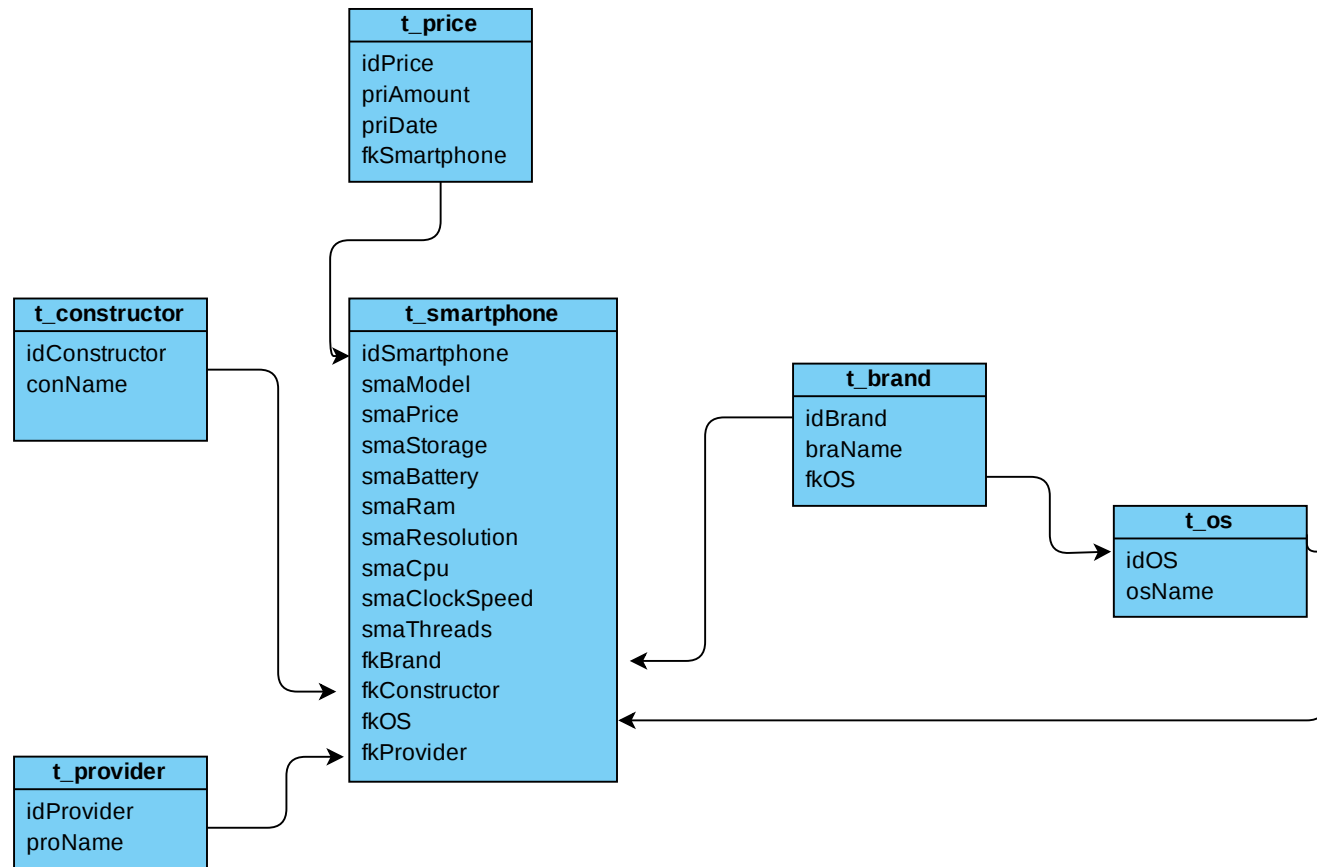 t_price
idPrice
priAmount
priDate
fkSmartphone
t_constructor
idConstructor
conName
t_smartphone
idSmartphone
smaModel
smaPrice
smaStorage
smaBattery
smaRam
smaResolution
smaCpu
smaClockSpeed
smaThreads
fkBrand
fkConstructor
fkOS
fkProvider
t_brand
idBrand
braName
fkOS
t_os
idOS
osName
t_provider
idProvider
proName